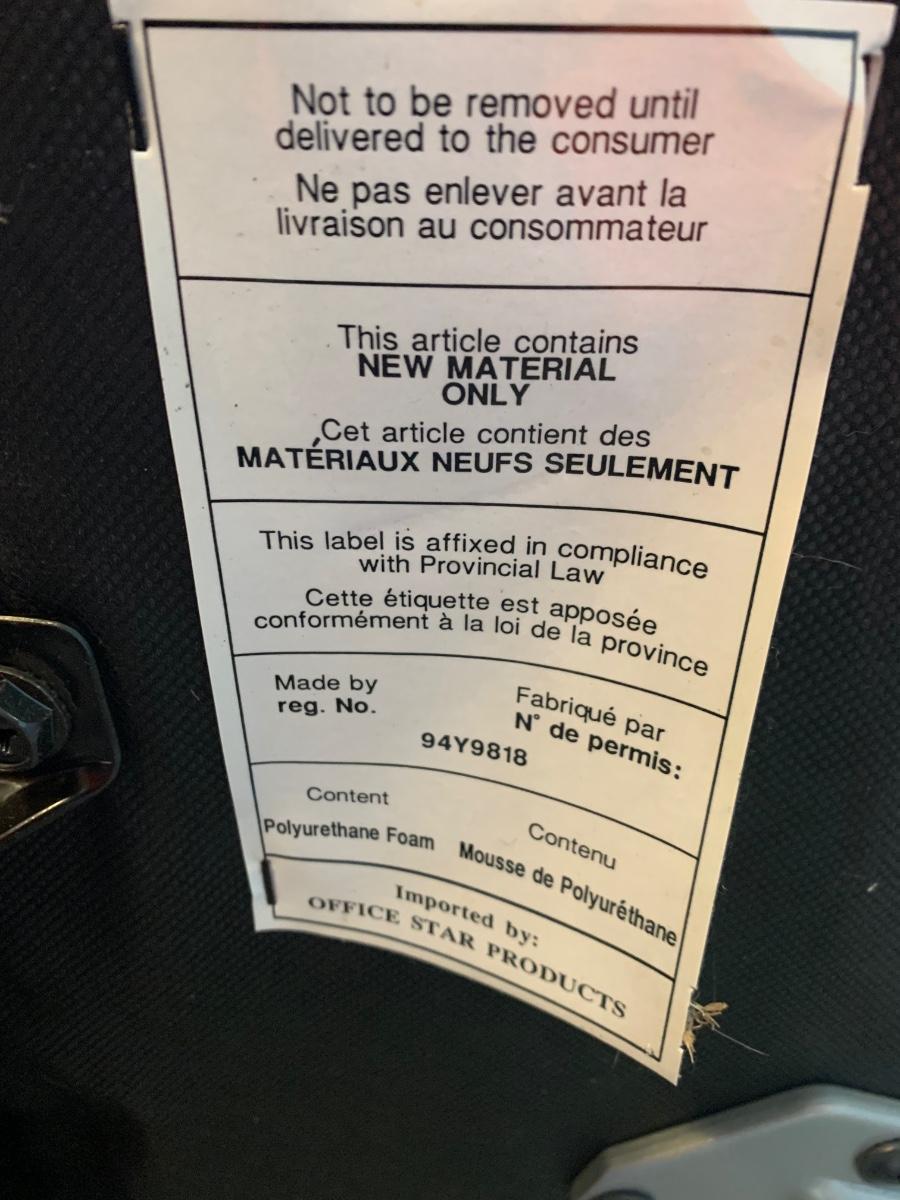 Not to be removed until
delivered to the consumer
Ne pas enlever avant la
livraison au consommateur
This article contains
NEW MATERIAL
ONLY
Cet article contient des
MATÉRIAUX NEUFS SEULEMENT
This label is affixed in compliance
with Provincial Law
Cette étiquette est apposée
conformément à la loi de la province
Made by
reg. No.
Fabriqué par
N° de permis:
94Y9818
Content
Polyurethane Foam
Contenu
Mousse de Polyuréthane
Imported by:
OFFICE STAR PRODUCTS